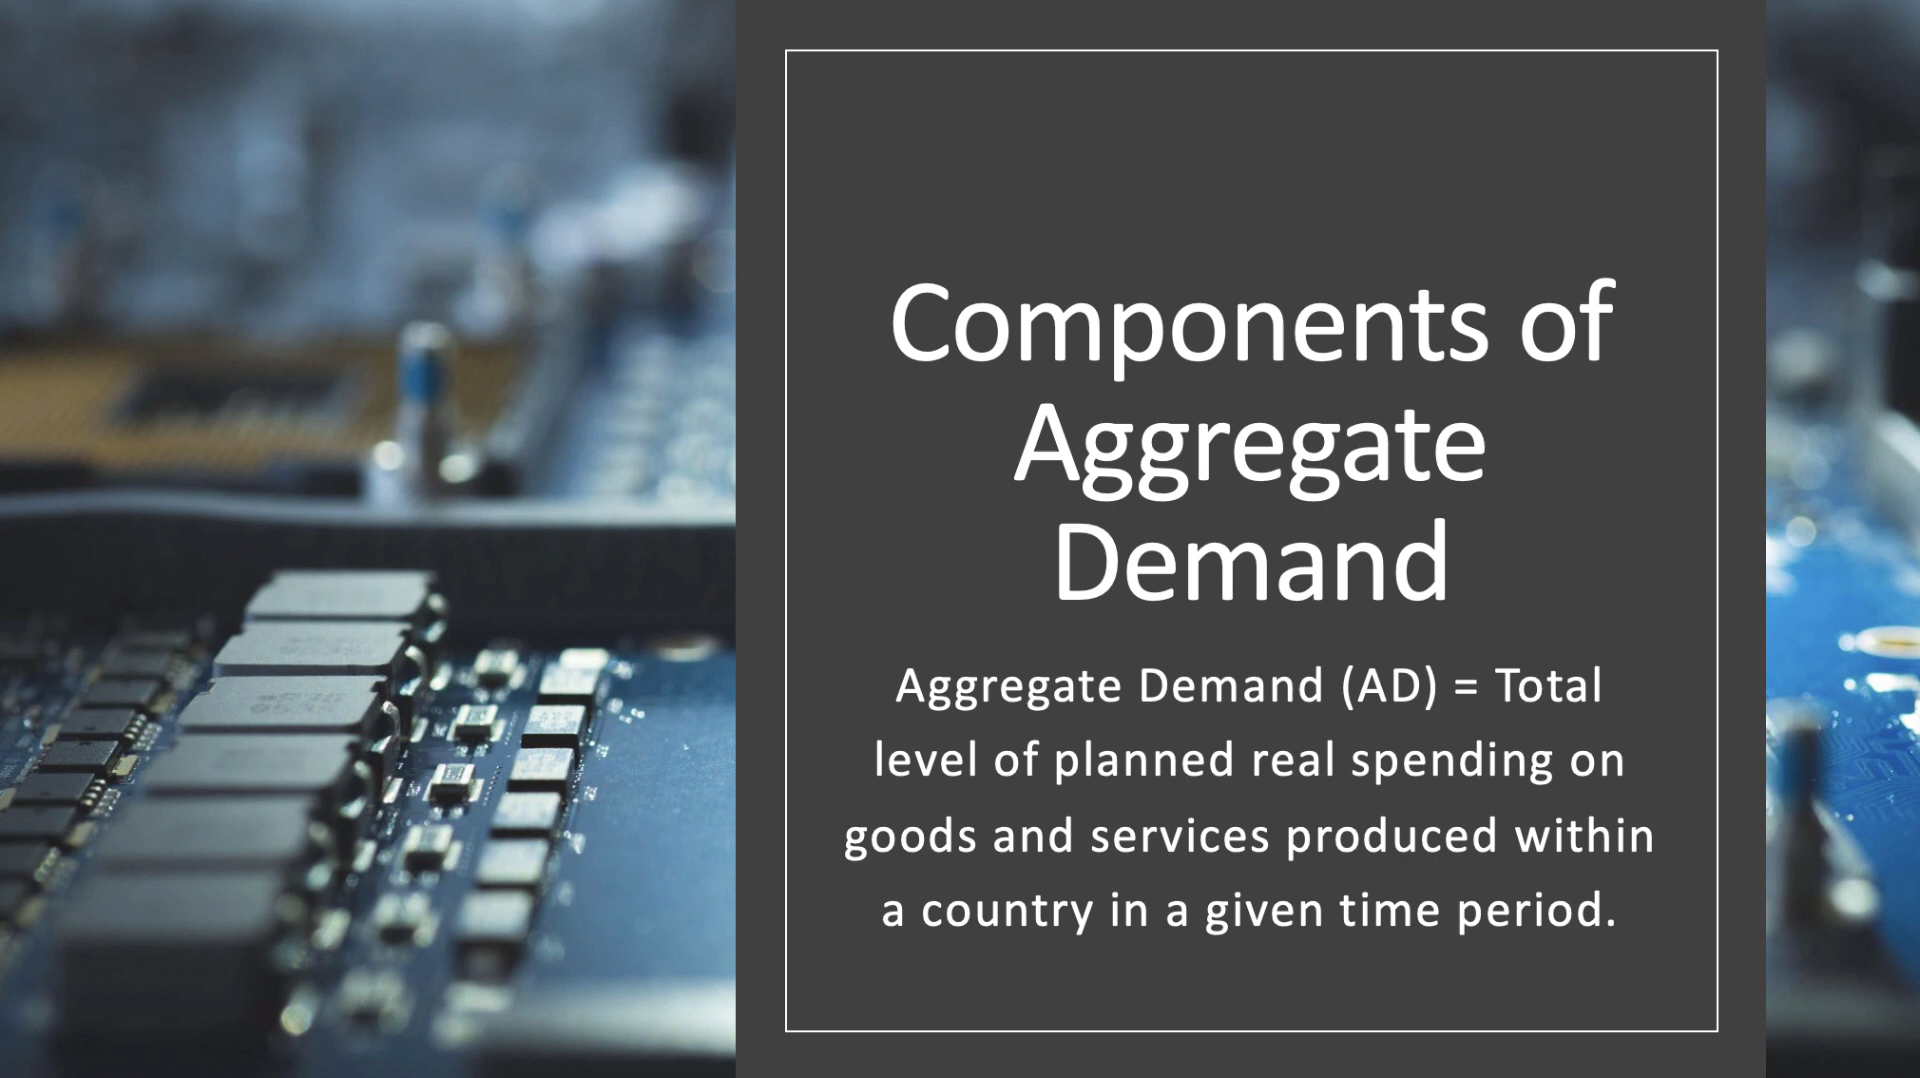 Components of
Aggregate
Demand
Aggregate Demand (AD) = Total
level of planned real spending on
goods and services produced within
a country in a given time period.